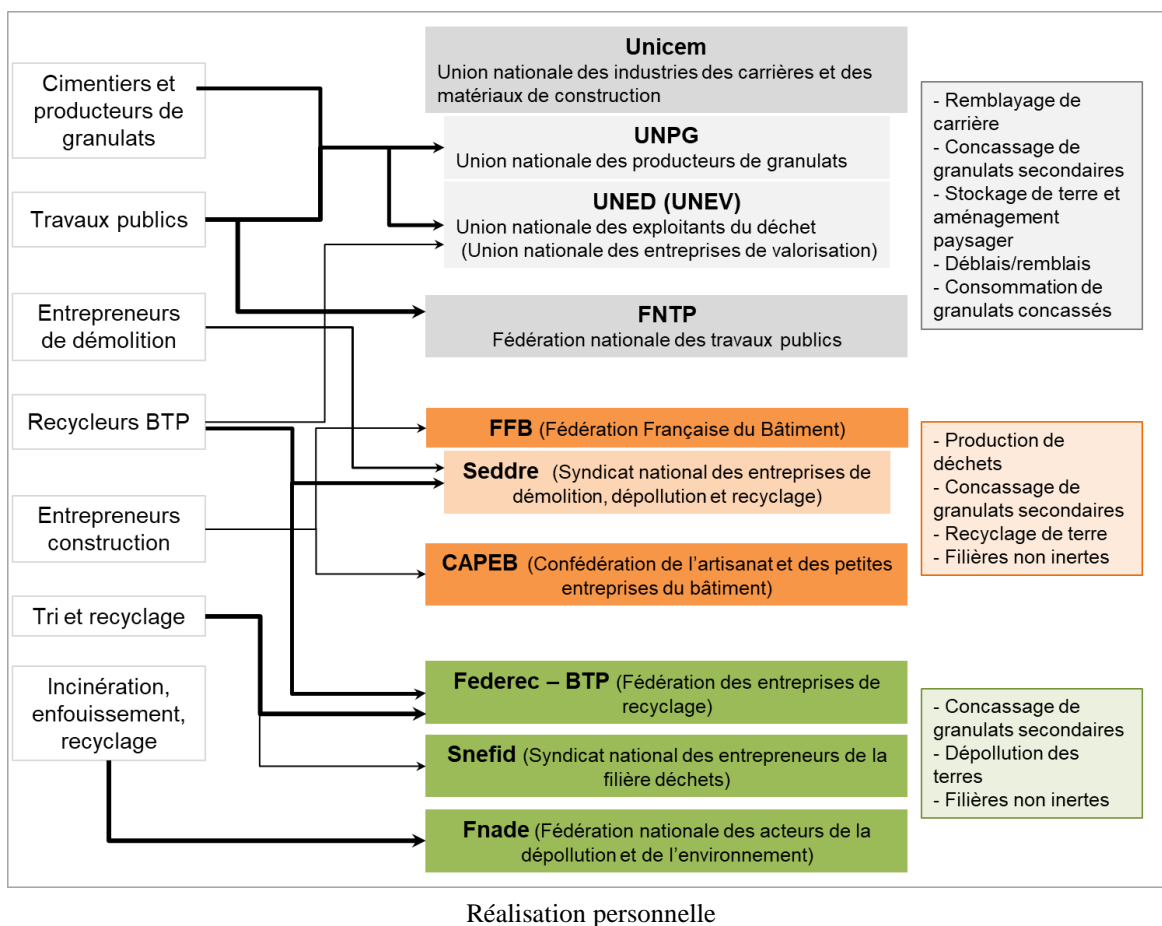 Cimentiers et
producteurs de
granulats
Travaux publics
Entrepreneurs
de démolition
Recycleurs BTP
Entrepreneurs
construction
Tri et recyclage
Incinération,
enfouissement,
recyclage
Unicem
Union nationale des industries des carrières et des
matériaux de construction
UNPG
Union nationale des producteurs de granulats
UNED (UNEV)
Union nationale des exploitants du déchet
(Union nationale des entreprises de valorisation)
FNTP
Fédération nationale des travaux publics
FFB (Fédération Française du Bâtiment)
Seddre (Syndicat national des entreprises de
démolition, dépollution et recyclage)
CAPEB (Confédération de l'artisanat et des petites
entreprises du bâtiment)
Federec – BTP (Fédération des entreprises de
recyclage)
Snefid (Syndicat national des entrepreneurs de la
filière déchets)
Fnade (Fédération nationale des acteurs de la
dépollution et de l'environnement)
- Remblayage de
carrière
- Concassage de
granulats secondaires
- Stockage de terre et
aménagement
paysager
- Déblais/remblais
- Consommation de
granulats concassés
- Production de
déchets
- Concassage de
granulats secondaires
- Recyclage de terre
- Filières non inertes
- Concassage de
granulats secondaires
- Dépollution des
terres
- Filières non inertes
Réalisation personnelle